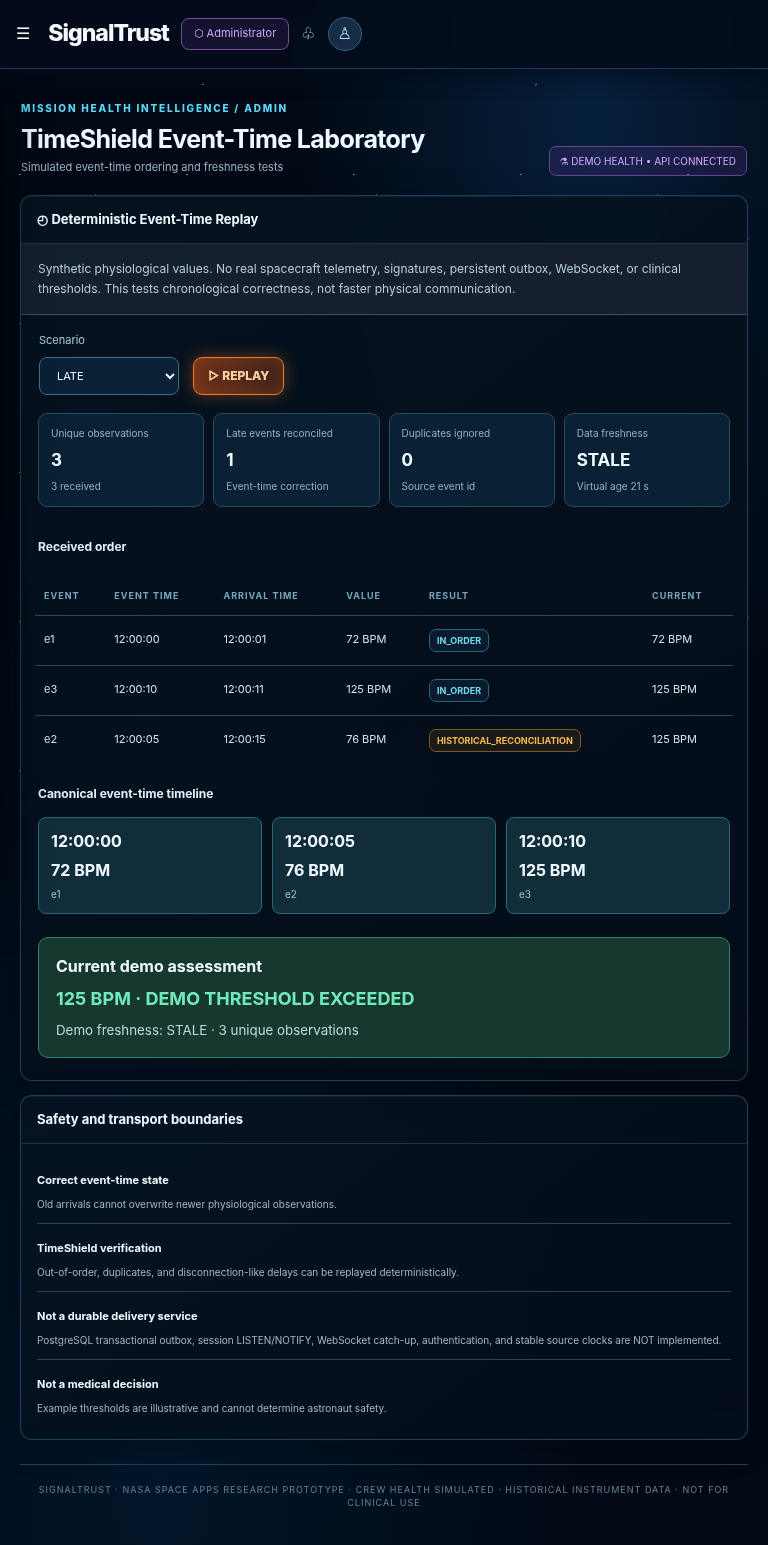 ☰ SignalTrust ⬡ Administrator ♧ ♙
MISSION HEALTH INTELLIGENCE / ADMIN
TimeShield Event-Time Laboratory
Simulated event-time ordering and freshness tests
⚗ DEMO HEALTH • API CONNECTED
◴ Deterministic Event-Time Replay
Synthetic physiological values. No real spacecraft telemetry, signatures, persistent outbox, WebSocket, or clinical
thresholds. This tests chronological correctness, not faster physical communication.
Scenario
LATE ▷ REPLAY
Unique observations
3
3 received
Late events reconciled
1
Event-time correction
Duplicates ignored
0
Source event id
Data freshness
STALE
Virtual age 21 s
Received order
EVENT EVENT TIME ARRIVAL TIME VALUE RESULT CURRENT
e1 12:00:00 12:00:01 72 BPM IN_ORDER 72 BPM
e3 12:00:10 12:00:11 125 BPM IN_ORDER 125 BPM
e2 12:00:05 12:00:15 76 BPM HISTORICAL_RECONCILIATION 125 BPM
Canonical event-time timeline
12:00:00
72 BPM
e1
12:00:05
76 BPM
e2
12:00:10
125 BPM
e3
Current demo assessment
125 BPM · DEMO THRESHOLD EXCEEDED
Demo freshness: STALE · 3 unique observations
Safety and transport boundaries
Correct event-time state
Old arrivals cannot overwrite newer physiological observations.
TimeShield verification
Out-of-order, duplicates, and disconnection-like delays can be replayed deterministically.
Not a durable delivery service
PostgreSQL transactional outbox, session LISTEN/NOTIFY, WebSocket catch-up, authentication, and stable source clocks are NOT implemented.
Not a medical decision
Example thresholds are illustrative and cannot determine astronaut safety.
SIGNALTRUST · NASA SPACE APPS RESEARCH PROTOTYPE · CREW HEALTH SIMULATED · HISTORICAL INSTRUMENT DATA · NOT FOR
CLINICAL USE